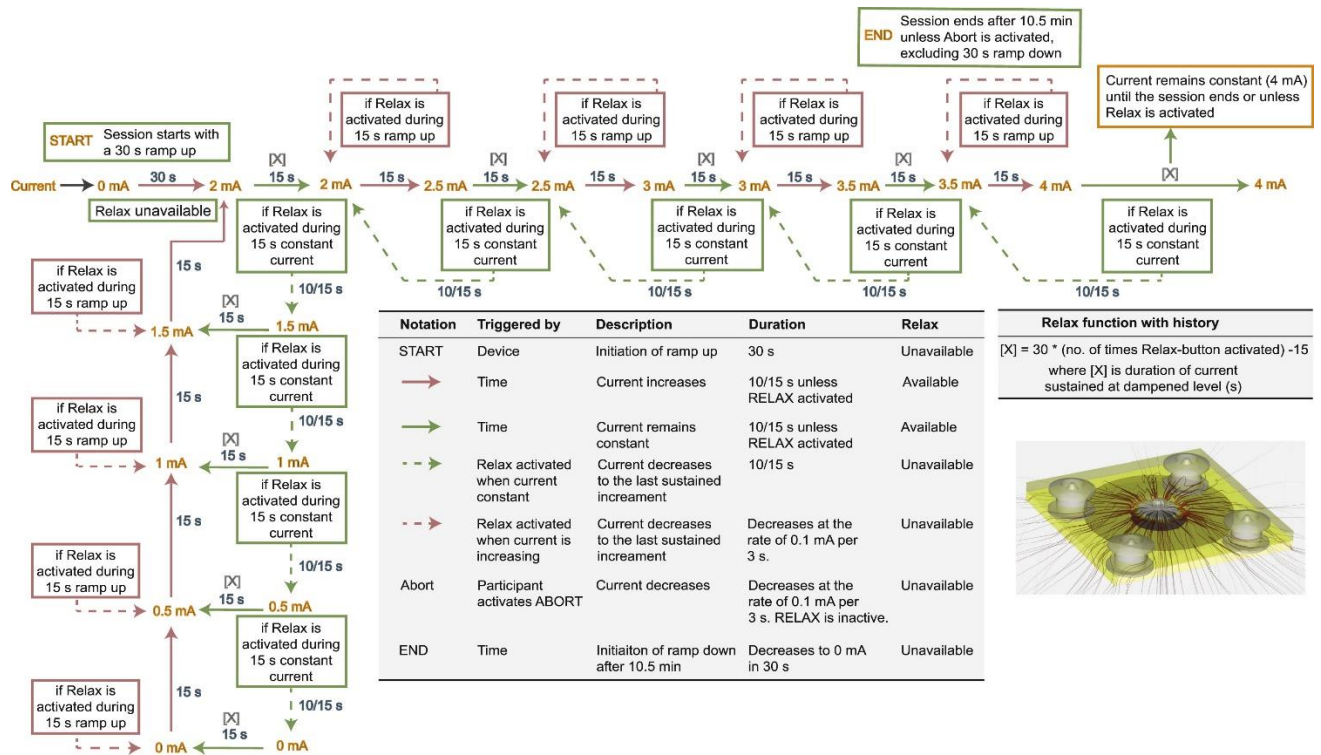 END Session ends after 10.5 min
unless Abort is activated,
excluding 30 s ramp down
Current remains constant (4 mA)
until the session ends or unless
Relax is activated
if Relax is
activated during
15 s ramp up
if Relax is
activated during
15 s ramp up
if Relax is
activated during
15 s ramp up
if Relax is
activated during
15 s ramp up
START Session starts with
a 30 s ramp up
[X] [X] [X] [X] [X]
Current 0 mA 30 s 2 mA 15 s 2 mA 15 s 2.5 mA 15 s 2.5 mA 15 s 3 mA 15 s 3 mA 15 s 3.5 mA 15 s 3.5 mA 15 s 4 mA 4 mA
Relax unavailable
if Relax is
activated during
15 s constant
current
if Relax is
activated during
15 s constant
current
if Relax is
activated during
15 s constant
current
if Relax is
activated during
15 s constant
current
if Relax is
activated during
15 s constant
current
10/15 s 10/15 s 10/15 s 10/15 s
15 s
10/15 s
if Relax is
activated during
15 s ramp up
[X]
1.5 mA 15 s 1.5 mA
if Relax is
activated during
15 s constant
current
15 s
10/15 s
if Relax is
activated during
15 s ramp up
[X]
1 mA 15 s 1 mA
if Relax is
activated during
15 s constant
current
15 s
10/15 s
if Relax is
activated during
15 s ramp up
[X]
0.5 mA 15 s 0.5 mA
if Relax is
activated during
15 s constant
current
15 s
10/15 s
if Relax is
activated during
15 s ramp up
[X]
0 mA 15 s 0 mA
Notation Triggered by Description Duration Relax
START Device Initiation of ramp up 30 s Unavailable
Time Current increases 10/15 s unless Available
RELAX activated
Time Current remains 10/15 s unless Available
constant RELAX activated
Relax activated Current decreases 10/15 s Unavailable
when current to the last sustained
constant increament
Relax activated Current decreases Decreases at the Unavailable
when current is to the last sustained rate of 0.1 mA per
increasing increament 3 s.
Abort Participant Current decreases Decreases at the Unavailable
activates ABORT rate of 0.1 mA per
3 s. RELAX is inactive.
END Time Initiaiton of ramp down Decreases to 0 mA Unavailable
after 10.5 min in 30 s
Relax function with history
[X] = 30 * (no. of times Relax-button activated) -15
where [X] is duration of current
sustained at dampened level (s)